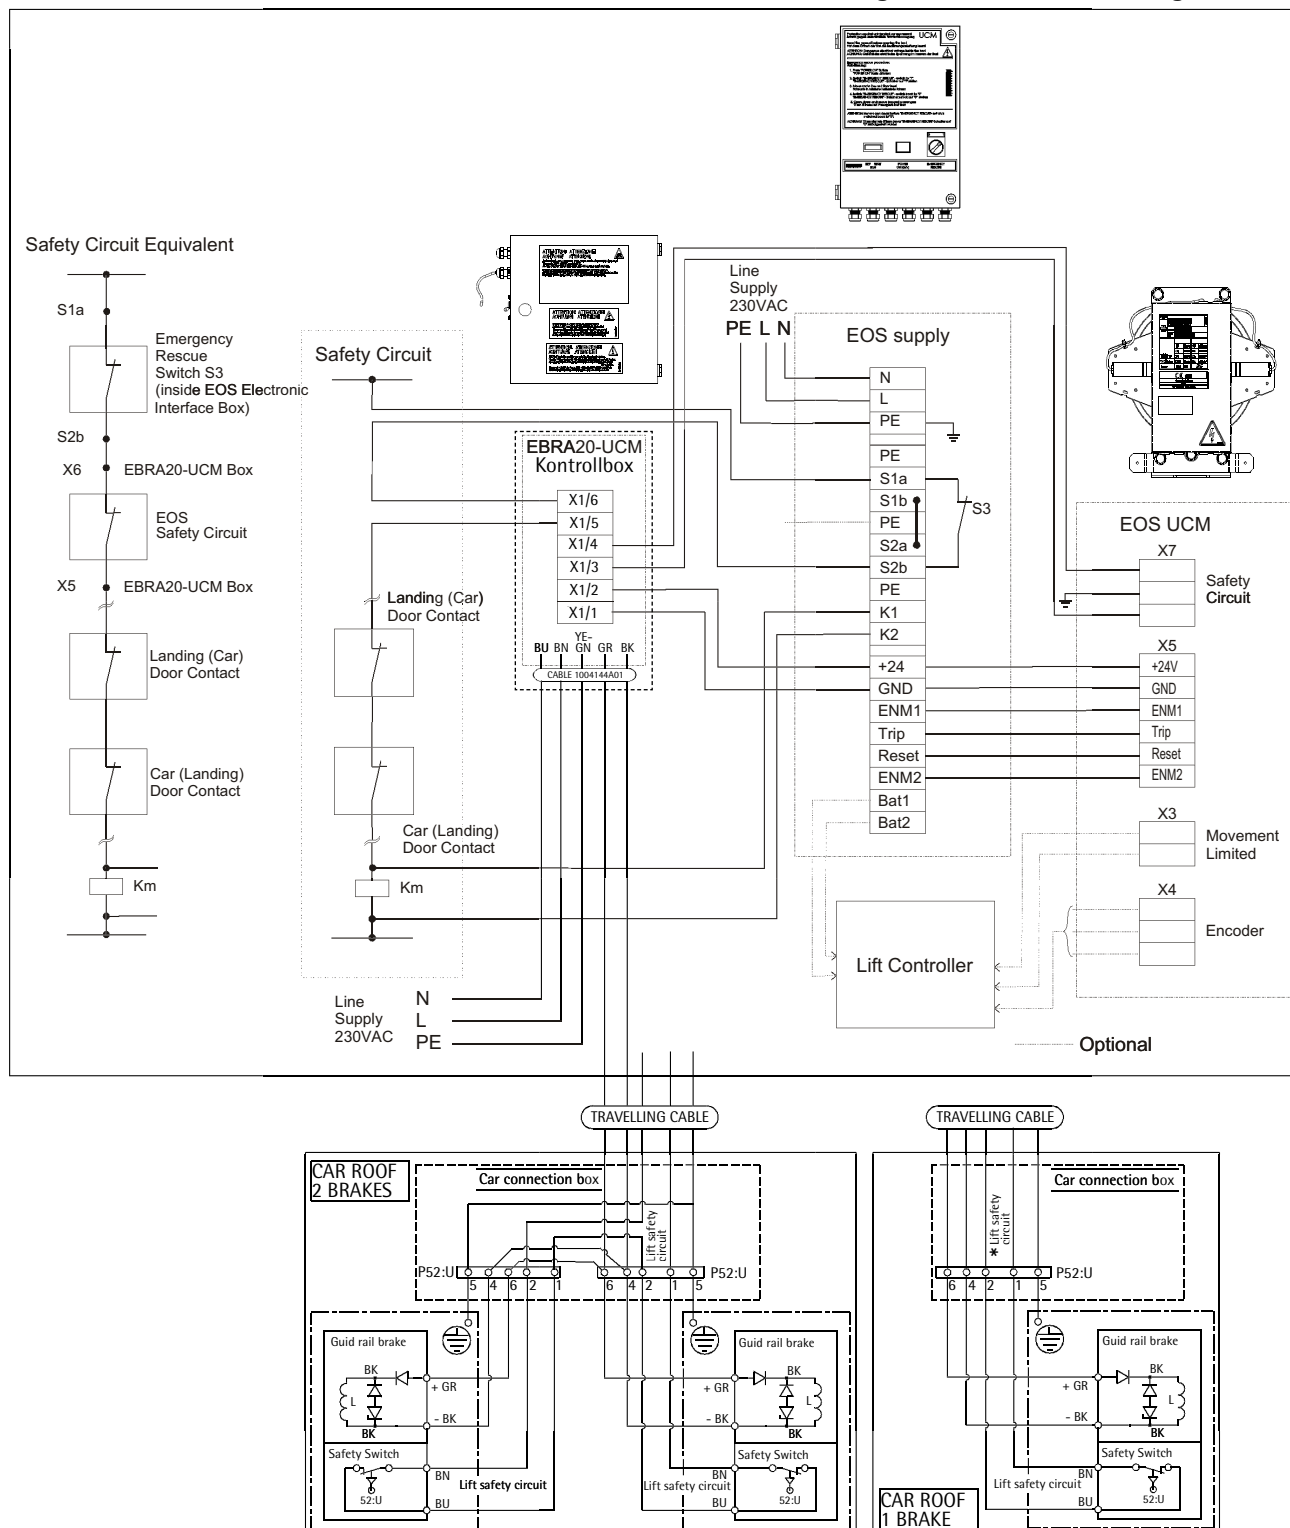 UCM
Safety Circuit Equivalent
S1a
Emergency
Rescue
Switch S3
(inside EOS Electronic
Interface Box)
S2b
X6
EBRA20-UCM Box
EOS
Safety Circuit
X5
EBRA20-UCM Box
Landing (Car)
Door Contact
Car (Landing)
Door Contact
Km
Safety Circuit
Landing (Car)
Door Contact
Car (Landing)
Door Contact
Km
EBRA20-UCM
Kontrollbox
X1/6
X1/5
X1/4
X1/3
X1/2
X1/1
YE-
BU BN GN GR BK
CABLE 1004144A01
Line
Supply
230VAC
PE L N
EOS supply
N
L
PE
PE
S1a
S1b
PE
S2a
S2b
PE
K1
K2
+24
GND
ENM1
Trip
Reset
ENM2
Bat1
Bat2
S3
EOS UCM
X7
Safety
Circuit
X5
+24V
GND
ENM1
Trip
Reset
ENM2
X3
Movement
Limited
X4
Encoder
Lift Controller
Line
Supply
230VAC
N
L
PE
Optional
TRAVELLING CABLE
TRAVELLING CABLE
CAR ROOF
2 BRAKES
Car connection box
Lift safety
circuit
P52:U
5 4 6 2 1
6 4 2 1 5
P52:U
Guid rail brake
BK
L
BK
+ GR
- BK
Safety Switch
52:U
BN
Lift safety circuit
BU
Guid rail brake
+ GR
BK
L
- BK
BK
Safety Switch
BN
Lift safety circuit
52:U
BU
Car connection box
* Lift safety
circuit
6 4 2 1 5
P52:U
Guid rail brake
BK
+ GR
L
- BK
BK
Safety Switch
BN
Lift safety circuit
52:U
BU
CAR ROOF
1 BRAKE